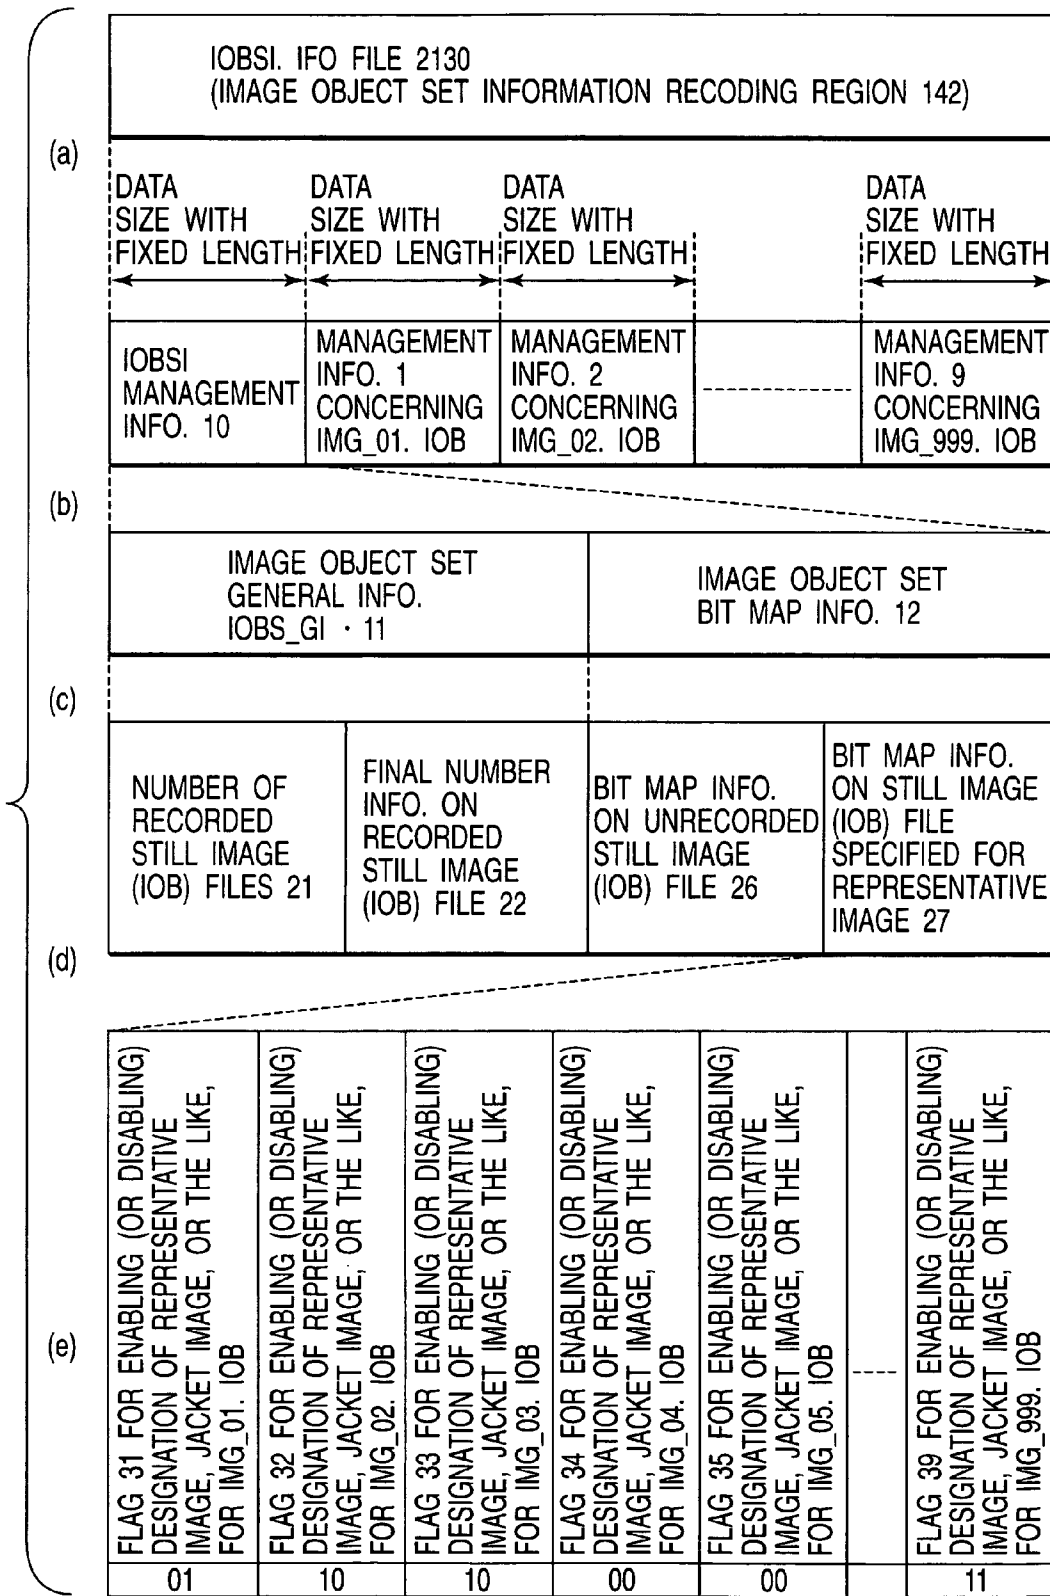 IOBSI. IFO FILE 2130
(IMAGE OBJECT SET INFORMATION RECODING REGION 142)
(a)
DATA
SIZE WITH
FIXED LENGTH
DATA
SIZE WITH
FIXED LENGTH
DATA
SIZE WITH
FIXED LENGTH
DATA
SIZE WITH
FIXED LENGTH
IOBSI
MANAGEMENT
INFO. 10
MANAGEMENT
INFO. 1
CONCERNING
IMG_01. IOB
MANAGEMENT
INFO. 2
CONCERNING
IMG_02. IOB
MANAGEMENT
INFO. 9
CONCERNING
IMG_999. IOB
(b)
IMAGE OBJECT SET
GENERAL INFO.
IOBS_GI · 11
IMAGE OBJECT SET
BIT MAP INFO. 12
(c)
NUMBER OF
RECORDED
STILL IMAGE
(IOB) FILES 21
FINAL NUMBER
INFO. ON
RECORDED
STILL IMAGE
(IOB) FILE 22
BIT MAP INFO.
ON UNRECORDED
STILL IMAGE
(IOB) FILE 26
BIT MAP INFO.
ON STILL IMAGE
(IOB) FILE
SPECIFIED FOR
REPRESENTATIVE
IMAGE 27
(d)
FLAG 31 FOR ENABLING (OR DISABLING)
DESIGNATION OF REPRESENTATIVE
IMAGE, JACKET IMAGE, OR THE LIKE,
FOR IMG_01. IOB
FLAG 32 FOR ENABLING (OR DISABLING)
DESIGNATION OF REPRESENTATIVE
IMAGE, JACKET IMAGE, OR THE LIKE,
FOR IMG_02. IOB
FLAG 33 FOR ENABLING (OR DISABLING)
DESIGNATION OF REPRESENTATIVE
IMAGE, JACKET IMAGE, OR THE LIKE,
FOR IMG_03. IOB
FLAG 34 FOR ENABLING (OR DISABLING)
DESIGNATION OF REPRESENTATIVE
IMAGE, JACKET IMAGE, OR THE LIKE,
FOR IMG_04. IOB
FLAG 35 FOR ENABLING (OR DISABLING)
DESIGNATION OF REPRESENTATIVE
IMAGE, JACKET IMAGE, OR THE LIKE,
FOR IMG_05. IOB
FLAG 39 FOR ENABLING (OR DISABLING)
DESIGNATION OF REPRESENTATIVE
IMAGE, JACKET IMAGE, OR THE LIKE,
FOR IMG_999. IOB
(e)
01
10
10
00
00
11